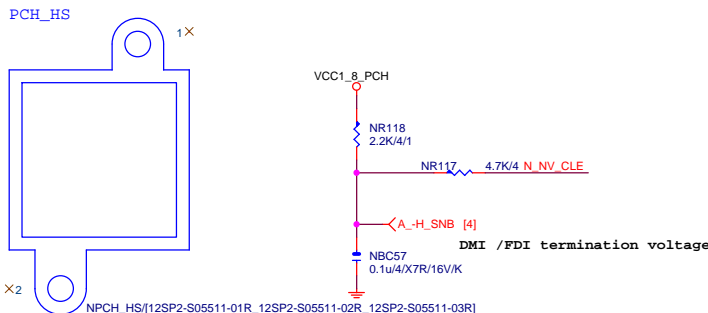 PCH_HS
1
VCC1_8_PCH
NR118
2.2K/4/1
NR117 4.7K/4 N_NV_CLE
A_-H_SNB [4]
DMI /FDI termination voltage
NBC57
0.1u/4/X7R/16V/K
2
NPCH_HS/[12SP2-S05511-01R_12SP2-S05511-02R_12SP2-S05511-03R]